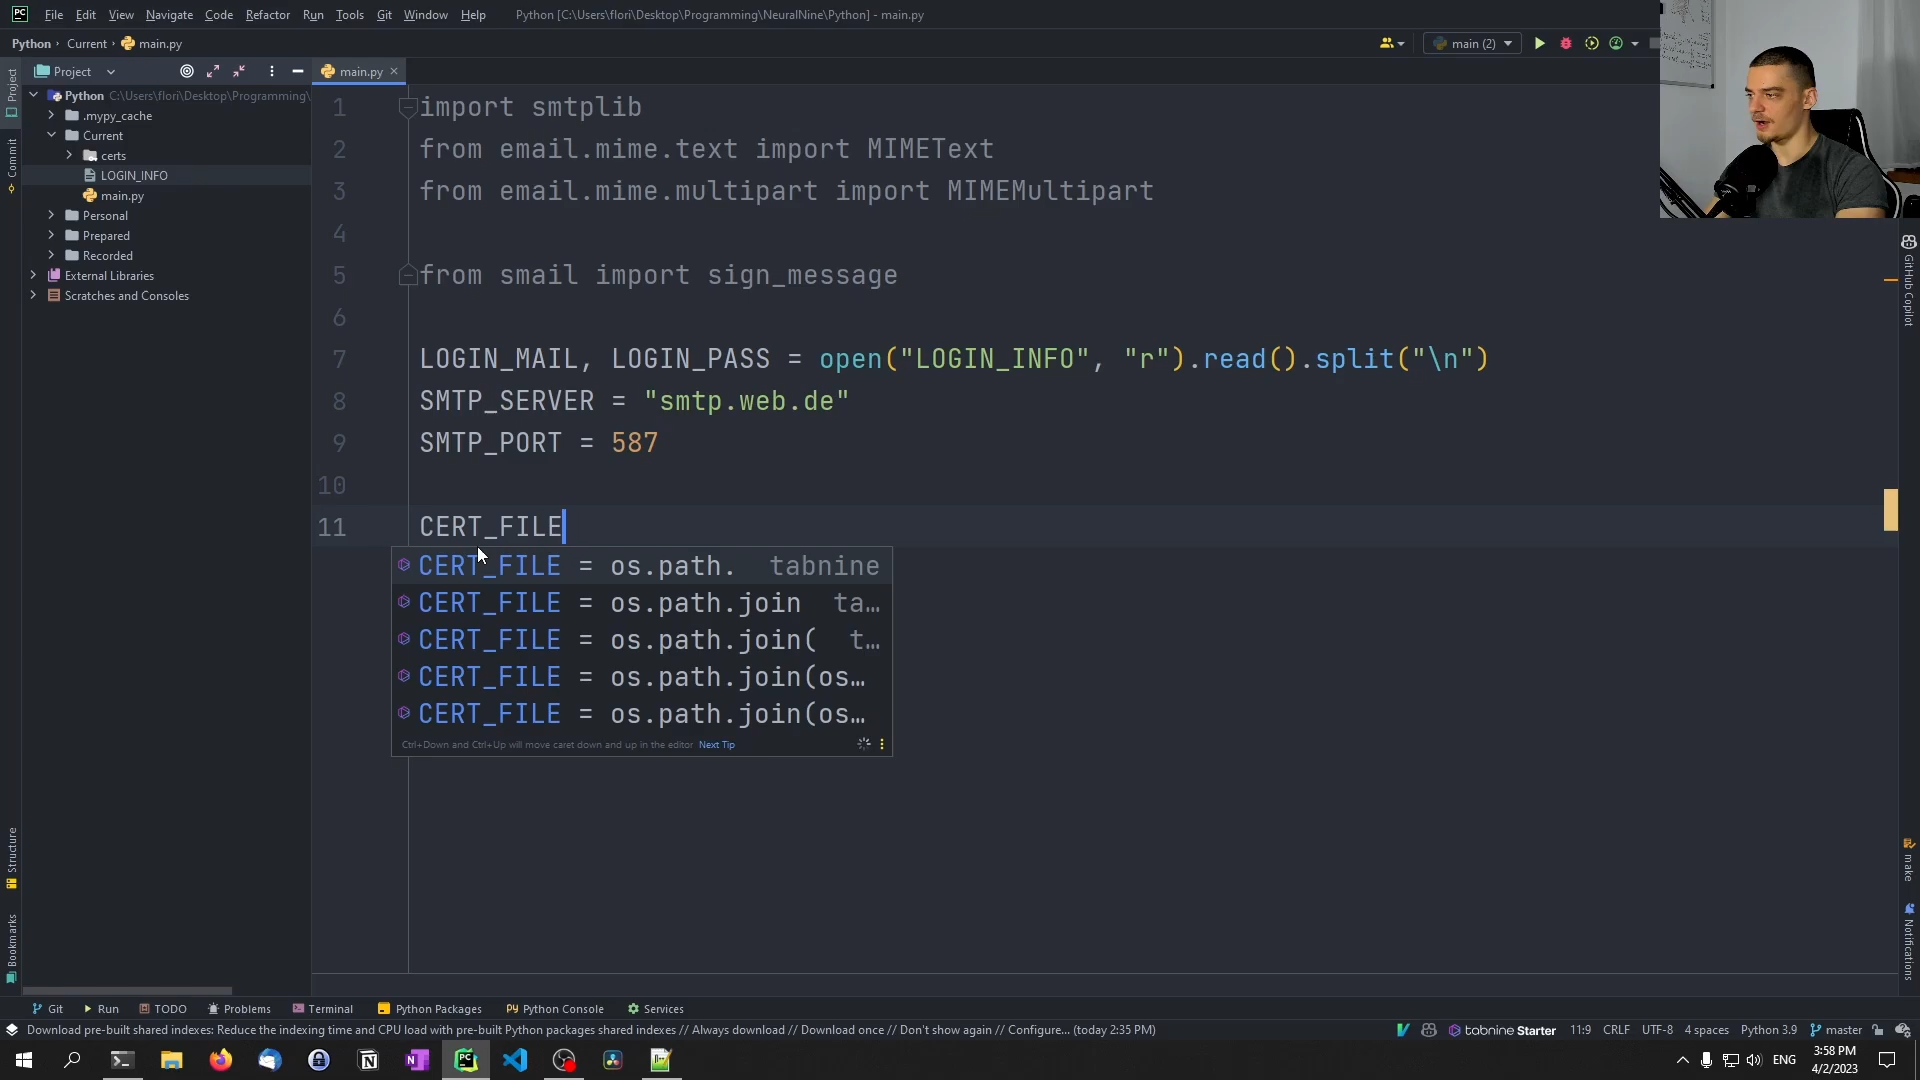 PC File Edit View Navigate Code Refactor Run Tools Git Window Help Python [C:\Users\flori\Desktop\Programming\NeuralNine\Python] - main.py
Python › Current › main.py
main (2)
Project
main.py
Project
Commit
Structure
Bookmarks
Python C:\Users\flori\Desktop\Programming\
.mypy_cache
Current
certs
LOGIN_INFO
main.py
Personal
Prepared
Recorded
External Libraries
Scratches and Consoles
1 import smtplib
2 from email.mime.text import MIMEText
3 from email.mime.multipart import MIMEMultipart
4
5 from smail import sign_message
6
7 LOGIN_MAIL, LOGIN_PASS = open("LOGIN_INFO", "r").read().split("\n")
8 SMTP_SERVER = "smtp.web.de"
9 SMTP_PORT = 587
10
11 CERT_FILE
CERT_FILE = os.path. tabnine
CERT_FILE = os.path.join ta…
CERT_FILE = os.path.join( t…
CERT_FILE = os.path.join(os…
CERT_FILE = os.path.join(os…
Ctrl+Down and Ctrl+Up will move caret down and up in the editor Next Tip
GitHub Copilot
make
Notifications
Git Run TODO Problems Terminal Python Packages Python Console Services
Download pre-built shared indexes: Reduce the indexing time and CPU load with pre-built Python packages shared indexes // Always download // Download once // Don't show again // Configure... (today 2:35 PM)
tabnine Starter 11:9 CRLF UTF-8 4 spaces Python 3.9 master
ENG
3:58 PM
4/2/2023